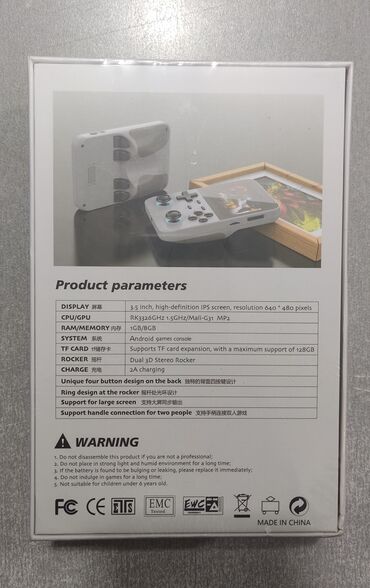 Product parameters
DISPLAY 屏幕 3.5 inch, high-definition IPS screen, resolution 640 * 480 pixels
CPU/GPU RK3326GHz 1.5GHz/Mali-G31 MP2
RAM/MEMORY 内存 1GB/8GB
SYSTEM 系统 Android games console
TF CARD tf储存卡 Supports TF card expansion, with a maximum support of 128GB
ROCKER 摇杆 Dual 3D Stereo Rocker
CHARGE 充电 2A charging
Unique four button design on the back 独特的背面四按键设计
Ring design at the rocker 摇杆处光环设计
Support for large screen 支持大屏同步输出
Support handle connection for two people 支持手柄连接双人游戏
WARNING
1. Do not disassemble this product if you are not a professional;
2. Do not place in strong light and humid environment for a long time;
3. If the battery is found to be bulging or leaking, please replace it immediately;
4. Do not indulge in games for a long time;
5. Not suitable for children under 6 years old.
FC CE EMC
Tested
MADE IN CHINA